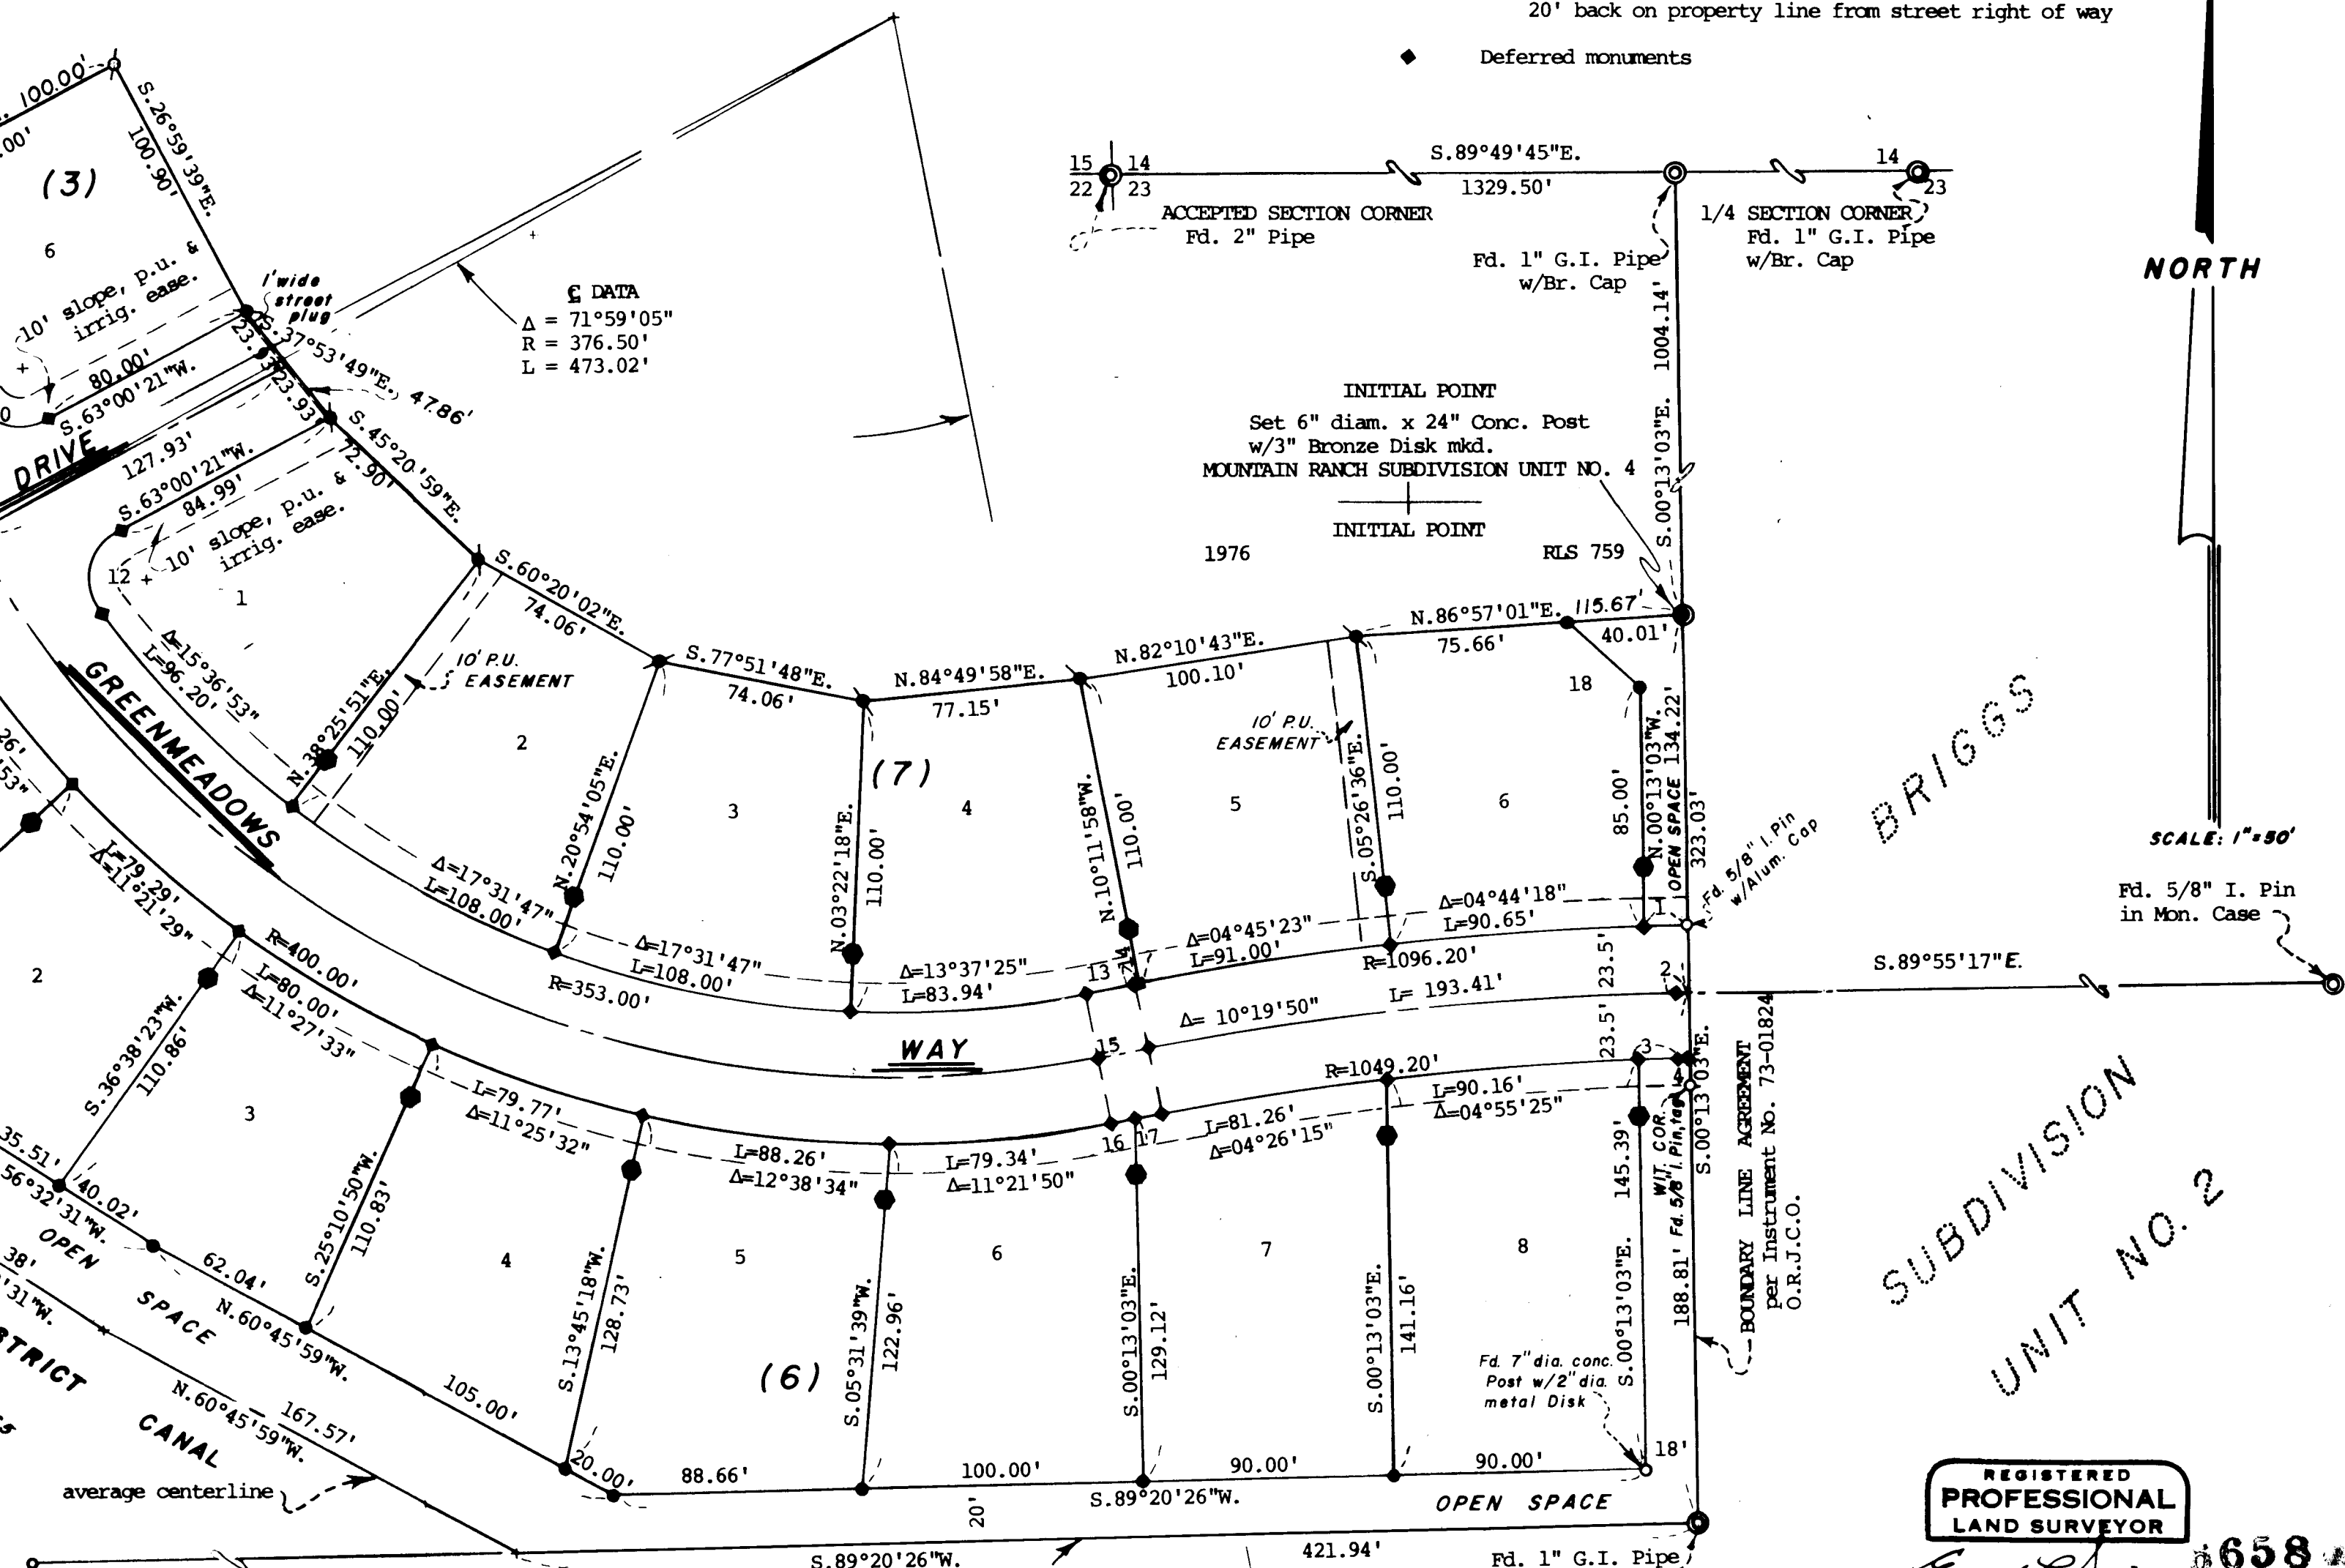 20' back on property line from street right of way
Deferred monuments
100.00'
.00'
S.26°59'39"E.
100.90'
(3)
6
10' slope, p.u. &
irrig. ease.
1' wide
street
plug
80.00'
S.63°00'21"W.
S.37°53'49"E.
47.86'
23.93'
DRIVE
127.93'
S.63°00'21"W.
84.99'
10' slope, p.u. &
irrig. ease.
S.45°20'59"E.
72.90'
℄ DATA
Δ = 71°59'05"
R = 376.50'
L = 473.02'
15
14
22
23
S.89°49'45"E.
1329.50'
14
23
ACCEPTED SECTION CORNER
Fd. 2" Pipe
1/4 SECTION CORNER
Fd. 1" G.I. Pipe
w/Br. Cap
Fd. 1" G.I. Pipe
w/Br. Cap
NORTH
INITIAL POINT
Set 6" diam. x 24" Conc. Post
w/3" Bronze Disk mkd.
MOUNTAIN RANCH SUBDIVISION UNIT NO. 4
INITIAL POINT
1976
RLS 759
S.00°13'03"E. 1004.14'
12
1
Δ=15°36'53"
L=96.20'
N.38°25'51"E.
110.00'
10' P.U.
EASEMENT
S.60°20'02"E.
74.06'
S.77°51'48"E.
74.06'
N.84°49'58"E.
77.15'
N.82°10'43"E.
100.10'
N.86°57'01"E.
115.67'
75.66'
40.01'
18
2
N.20°54'05"E.
110.00'
3
(7)
N.03°22'18"E.
110.00'
4
N.10°11'58"W.
110.00'
5
10' P.U.
EASEMENT
S.05°26'36"E.
110.00'
6
85.00'
N.00°13'03"W.
OPEN SPACE
134.22'
323.03'
Fd. 5/8" I.Pin
w/Alum. Cap
BRIGGS
SCALE: 1"=50'
Fd. 5/8" I. Pin
in Mon. Case
S.89°55'17"E.
GREENMEADOWS
WAY
Δ=17°31'47"
L=108.00'
Δ=17°31'47"
L=108.00'
R=353.00'
Δ=13°37'25"
L=83.94'
13
14
Δ=04°45'23"
L=91.00'
Δ=04°44'18"
L=90.65'
R=1096.20'
1
23.5'
2
Δ= 10°19'50"
L= 193.41'
23.5'
26'
53"
L=79.29'
Δ=11°21'29"
R=400.00'
L=80.00'
Δ=11°27'33"
L=79.77'
Δ=11°25'32"
L=88.26'
Δ=12°38'34"
L=79.34'
Δ=11°21'50"
15
16
17
L=81.26'
Δ=04°26'15"
R=1049.20'
L=90.16'
Δ=04°55'25"
3
4
2
S.36°38'23"W.
110.86'
3
S.25°10'50"W.
110.83'
4
S.13°45'18"W.
128.73'
5
S.05°31'39"W.
122.96'
6
S.00°13'03"E.
129.12'
7
S.00°13'03"E.
141.16'
8
145.39'
S.00°13'03"E.
WIT. COR.
Fd. 5/8" I.Pin, tag
188.81'
S.00°13'03"E.
BOUNDARY LINE AGREEMENT
per Instrument No. 73-01824
O.R.J.C.O.
SUBDIVISION
UNIT NO. 2
35.51'
56°32'31"W.
40.02'
OPEN
SPACE
62.04'
N.60°45'59"W.
105.00'
38'
'31"W.
N.60°45'59"W.
167.57'
CANAL
average centerline
(6)
20.00'
88.66'
100.00'
90.00'
90.00'
18'
S.89°20'26"W.
OPEN SPACE
20'
Fd. 7" dia. conc.
Post w/2" dia.
metal Disk
S.89°20'26"W.
421.94'
Fd. 1" G.I. Pipe
REGISTERED
PROFESSIONAL
LAND SURVEYOR